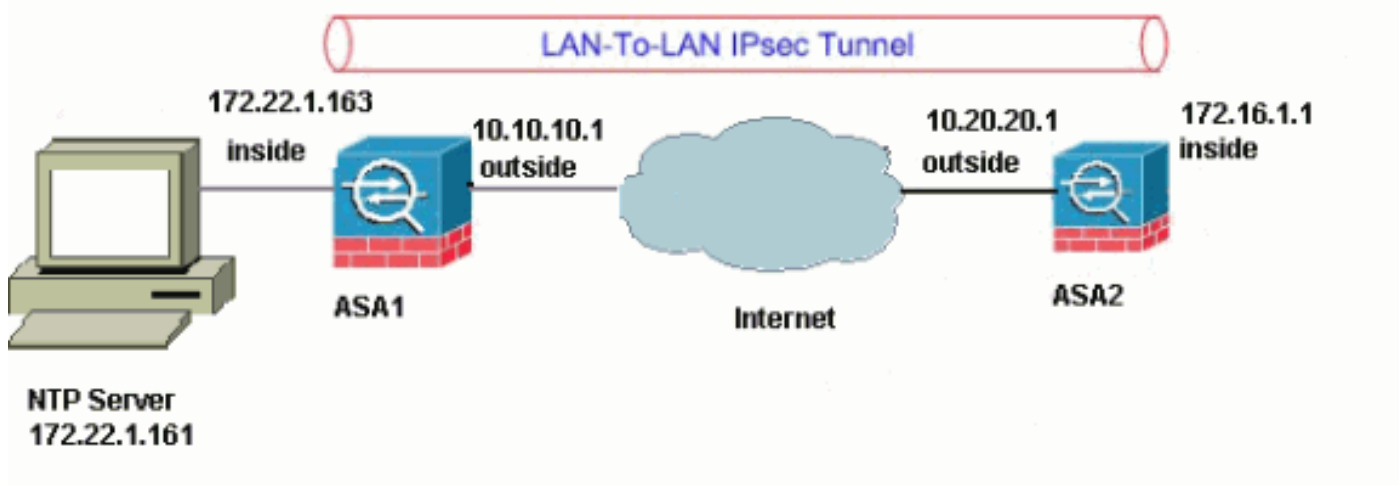 LAN-To-LAN IPsec Tunnel
172.22.1.163
inside
10.10.10.1
outside
10.20.20.1
outside
172.16.1.1
inside
ASA1
Internet
ASA2
NTP Server
172.22.1.161